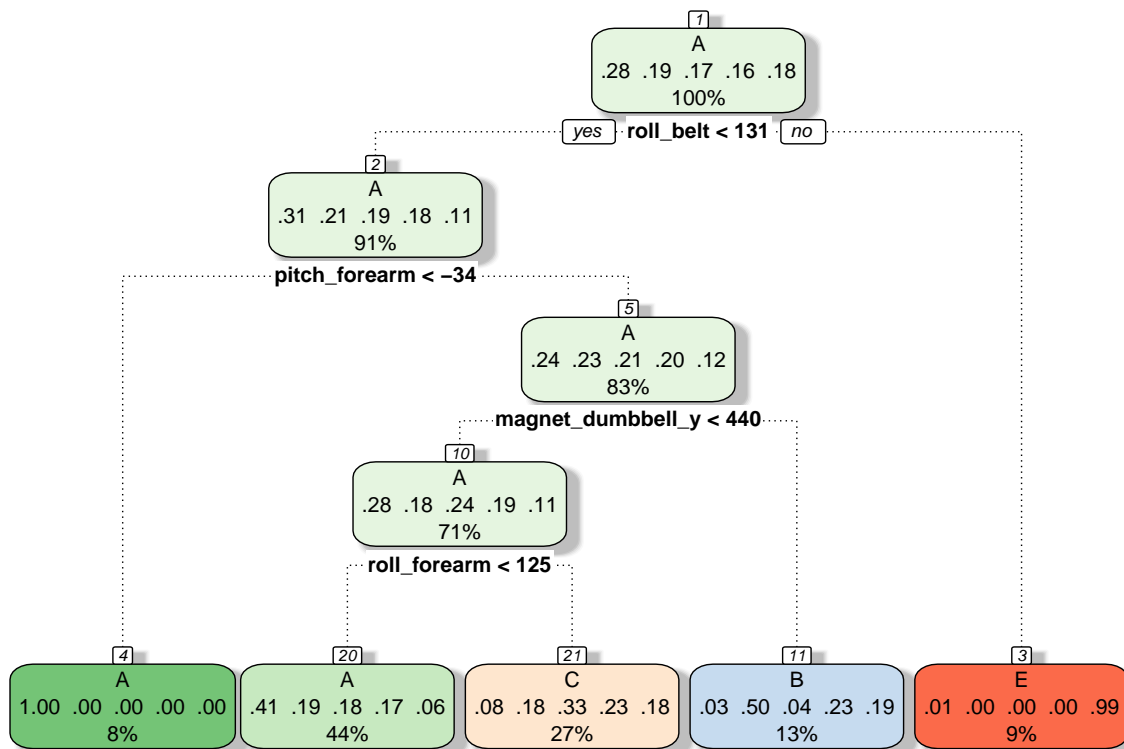 1
A
.28 .19 .17 .16 .18
100%
yes roll_belt < 131 no
2
A
.31 .21 .19 .18 .11
91%
pitch_forearm < −34
5
A
.24 .23 .21 .20 .12
83%
magnet_dumbbell_y < 440
10
A
.28 .18 .24 .19 .11
71%
roll_forearm < 125
4
A
1.00 .00 .00 .00 .00
8%
20
A
.41 .19 .18 .17 .06
44%
21
C
.08 .18 .33 .23 .18
27%
11
B
.03 .50 .04 .23 .19
13%
3
E
.01 .00 .00 .00 .99
9%